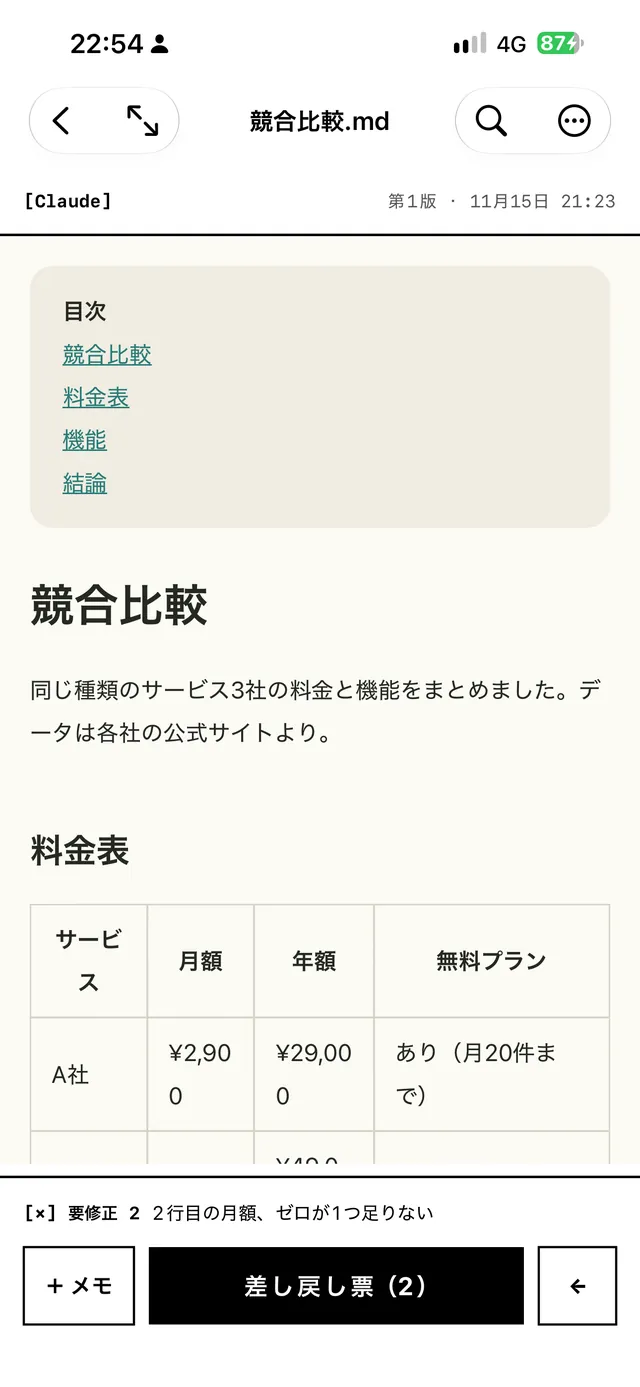 22:54
4G 87
競合比較.md
[Claude]
第1版 · 11月15日 21:23
目次
競合比較
料金表
機能
結論
競合比較
同じ種類のサービス3社の料金と機能をまとめました。デ
ータは各社の公式サイトより。
料金表
サービ
ス
月額
年額
無料プラン
A社
¥2,90
0
¥29,00
0
あり（月20件ま
で）
[×] 要修正 2 2行目の月額、ゼロが1つ足りない
+ メモ
差し戻し票（2）
←